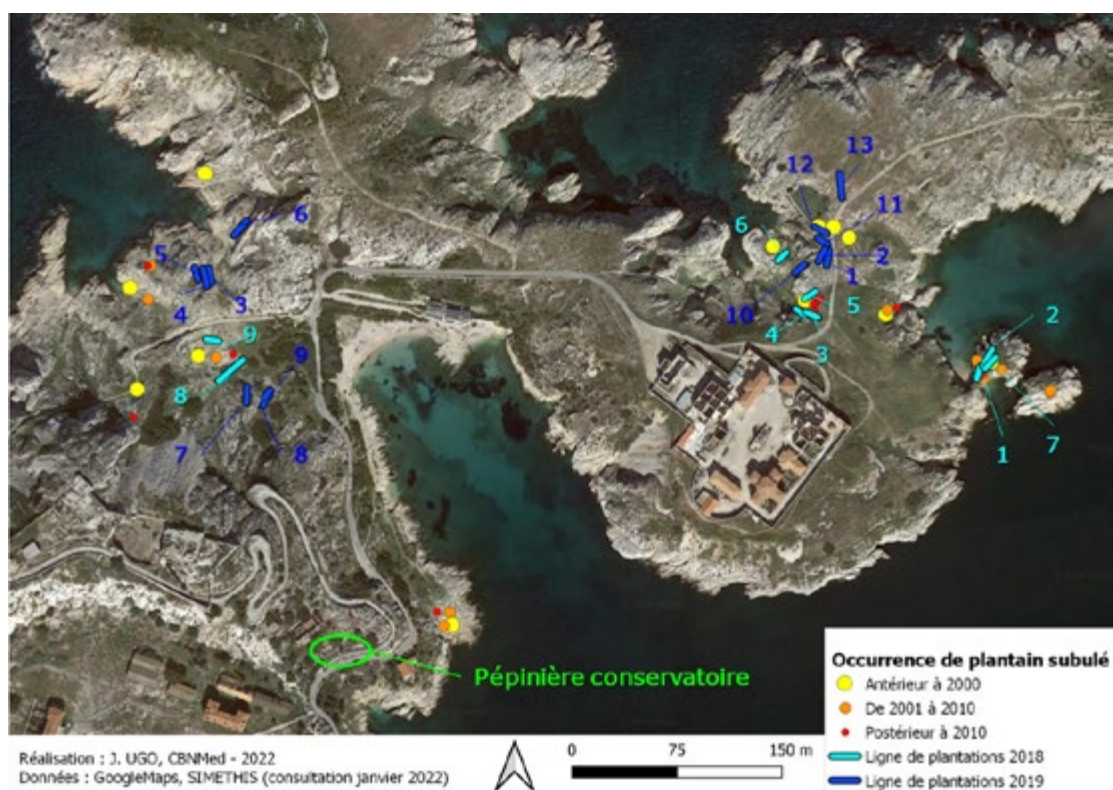 13
12
11
6
6
5
2
1
10
4
3
5
4
3
2
9
9
8
7
8
1
7
Pépinière conservatoire
Occurrence de plantain subulé
Antérieur à 2000
De 2001 à 2010
Postérieur à 2010
Ligne de plantations 2018
Ligne de plantations 2019
Réalisation : J. UGO, CBNMed - 2022
Données : GoogleMaps, SIMETHIS (consultation janvier 2022)
0 75 150 m